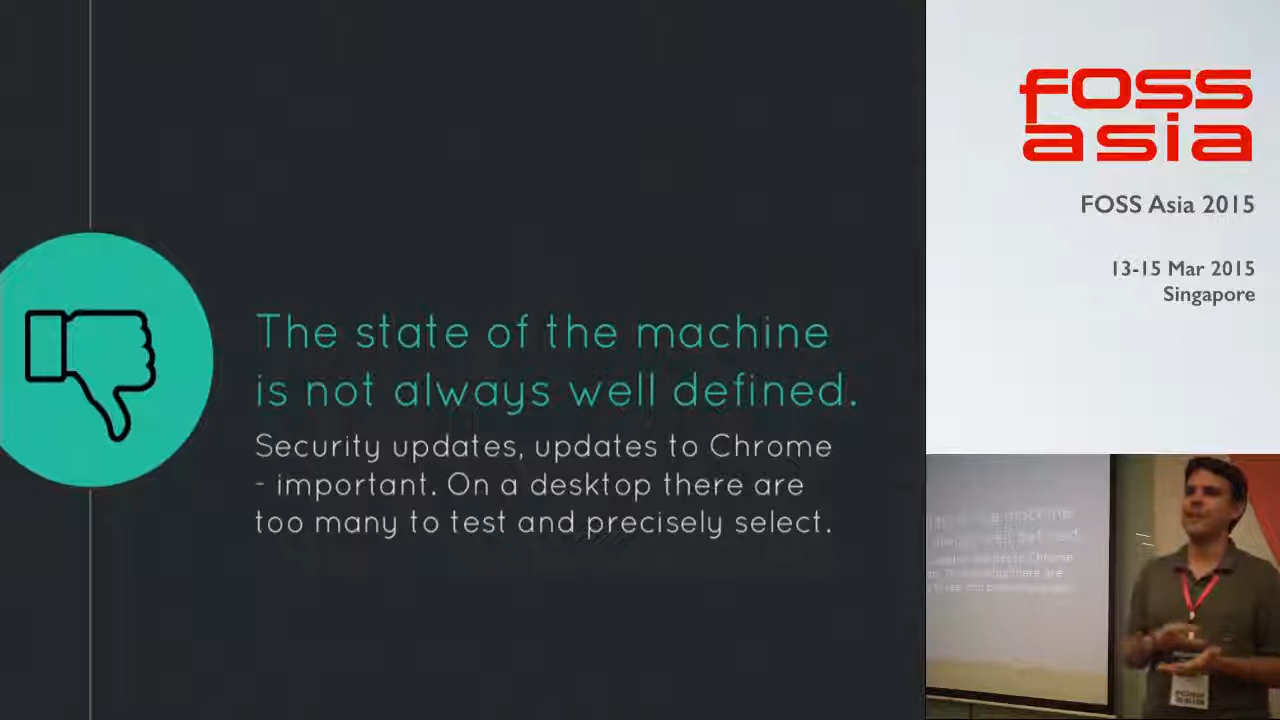 The state of the machine
is not always well defined.
Security updates, updates to Chrome
- important. On a desktop there are
too many to test and precisely select.
foss
asia
FOSS Asia 2015
13-15 Mar 2015
Singapore